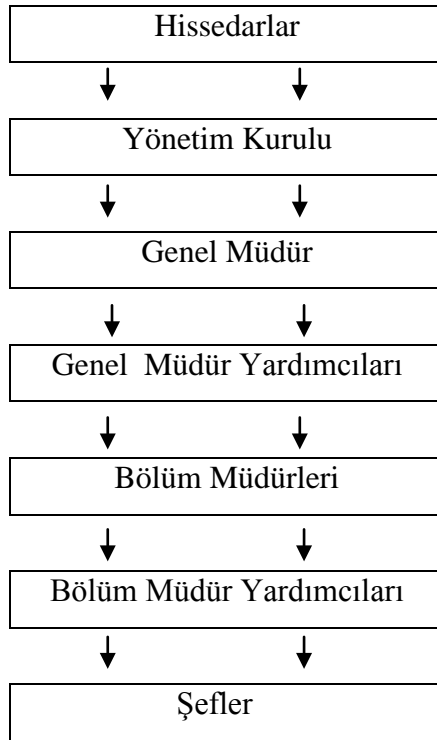 Hissedarlar
Yönetim Kurulu
Genel Müdür
Genel  Müdür Yardımcıları
Bölüm Müdürleri
Bölüm Müdür Yardımcıları
Şefler